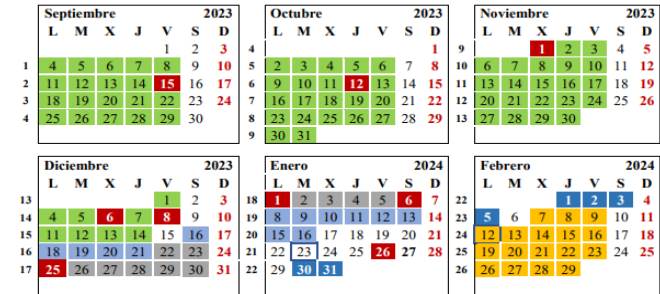 Septiembre 2023
L M X J V S D
1 2 3
1 4 5 6 7 8 9 10
2 11 12 13 14 15 16 17
3 18 19 20 21 22 23 24
4 25 26 27 28 29 30
Octubre 2023
L M X J V S D
4 1
5 2 3 4 5 6 7 8
6 9 10 11 12 13 14 15
7 16 17 18 19 20 21 22
8 23 24 25 26 27 28 29
9 30 31
Noviembre 2023
L M X J V S D
9 1 2 3 4 5
10 6 7 8 9 10 11 12
11 13 14 15 16 17 18 19
12 20 21 22 23 24 25 26
13 27 28 29 30
Diciembre 2023
L M X J V S D
13 1 2 3
14 4 5 6 7 8 9 10
15 11 12 13 14 15 16 17
16 18 19 20 21 22 23 24
17 25 26 27 28 29 30 31
Enero 2024
L M X J V S D
18 1 2 3 4 5 6 7
19 8 9 10 11 12 13 14
20 15 16 17 18 19 20 21
21 22 23 24 25 26 27 28
22 29 30 31
Febrero 2024
L M X J V S D
22 1 2 3 4
23 5 6 7 8 9 10 11
24 12 13 14 15 16 17 18
25 19 20 21 22 23 24 25
26 26 27 28 29